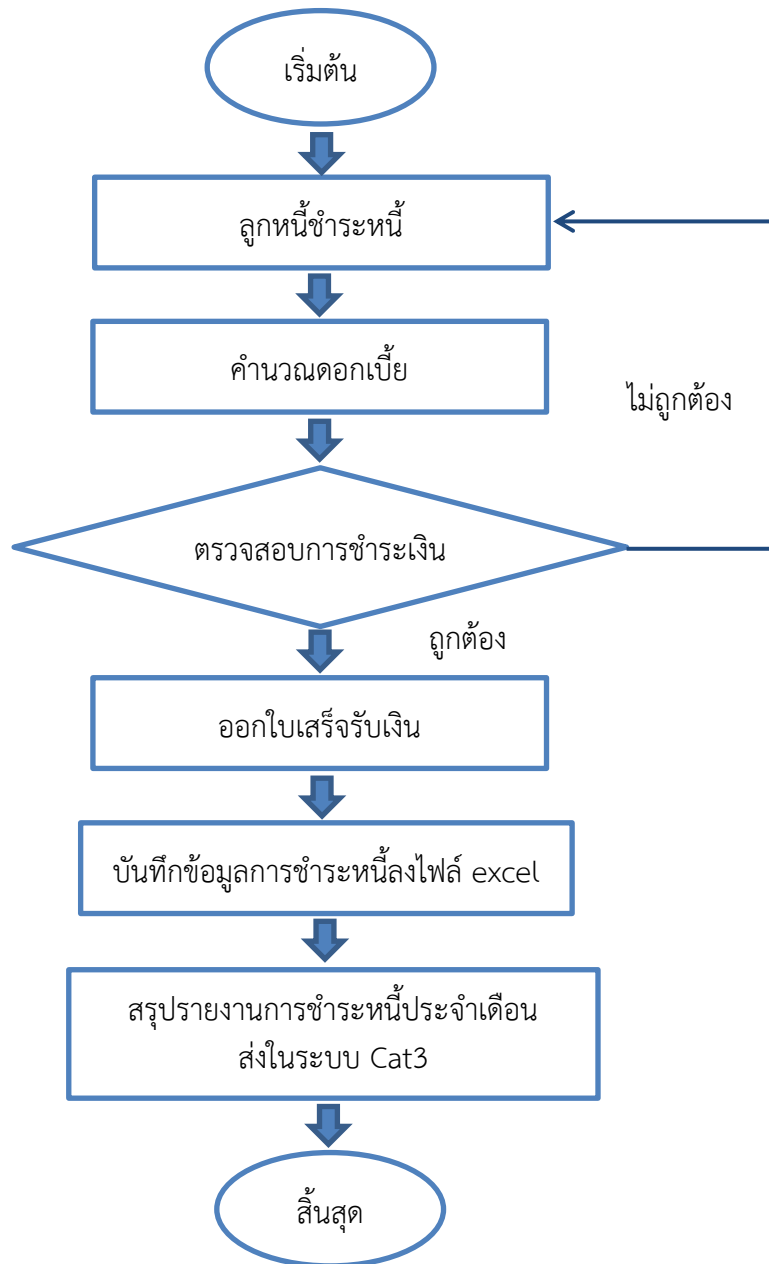 เริ่มต้น
ลูกหนี้ชำระหนี้
คำนวณดอกเบี้ย
ไม่ถูกต้อง
ตรวจสอบการชำระเงิน
ถูกต้อง
ออกใบเสร็จรับเงิน
บันทึกข้อมูลการชำระหนี้ลงไฟล์ excel
สรุปรายงานการชำระหนี้ประจำเดือน
ส่งในระบบ Cat3
สิ้นสุด